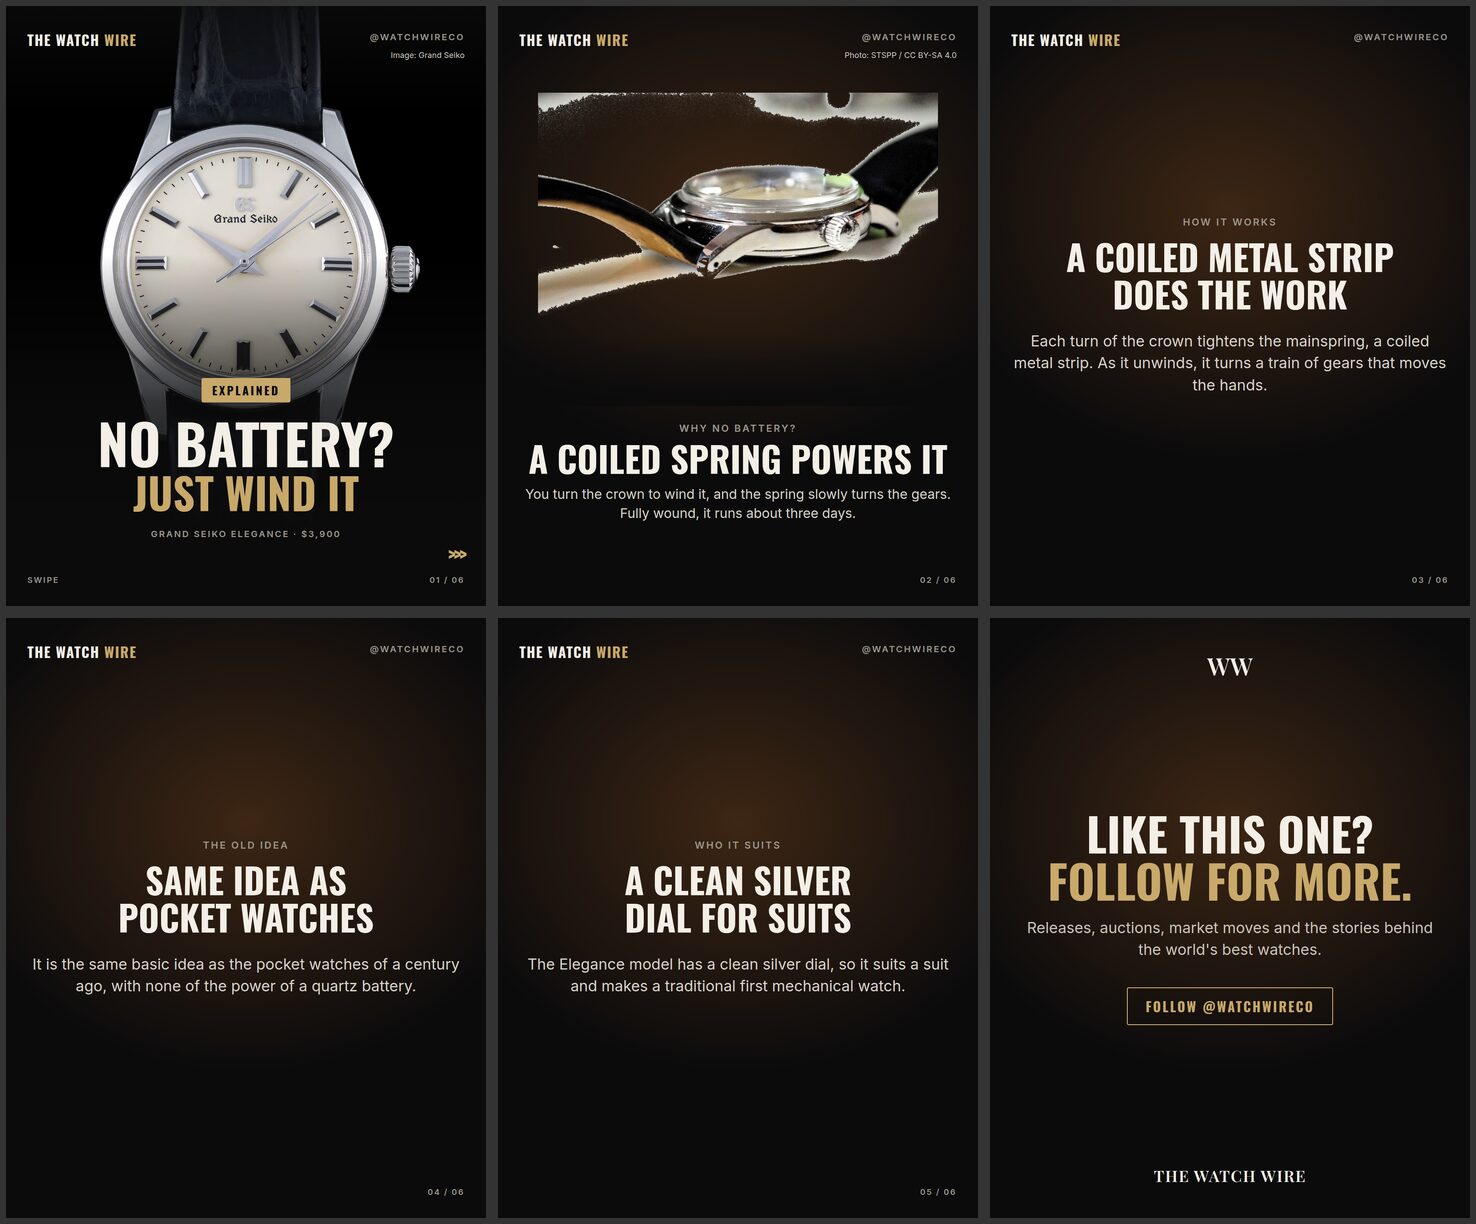 THE WATCH WIRE
@WATCHWIRECO
Image: Grand Seiko
GS
Grand Seiko
EXPLAINED
NO BATTERY?
JUST WIND IT
GRAND SEIKO ELEGANCE · $3,900
>>>
SWIPE
01 / 06
THE WATCH WIRE
@WATCHWIRECO
Photo: STSPP / CC BY-SA 4.0
WHY NO BATTERY?
A COILED SPRING POWERS IT
You turn the crown to wind it, and the spring slowly turns the gears.
Fully wound, it runs about three days.
02 / 06
THE WATCH WIRE
@WATCHWIRECO
HOW IT WORKS
A COILED METAL STRIP
DOES THE WORK
Each turn of the crown tightens the mainspring, a coiled
metal strip. As it unwinds, it turns a train of gears that moves
the hands.
03 / 06
THE WATCH WIRE
@WATCHWIRECO
THE OLD IDEA
SAME IDEA AS
POCKET WATCHES
It is the same basic idea as the pocket watches of a century
ago, with none of the power of a quartz battery.
04 / 06
THE WATCH WIRE
@WATCHWIRECO
WHO IT SUITS
A CLEAN SILVER
DIAL FOR SUITS
The Elegance model has a clean silver dial, so it suits a suit
and makes a traditional first mechanical watch.
05 / 06
WW
LIKE THIS ONE?
FOLLOW FOR MORE.
Releases, auctions, market moves and the stories behind
the world's best watches.
FOLLOW @WATCHWIRECO
THE WATCH WIRE